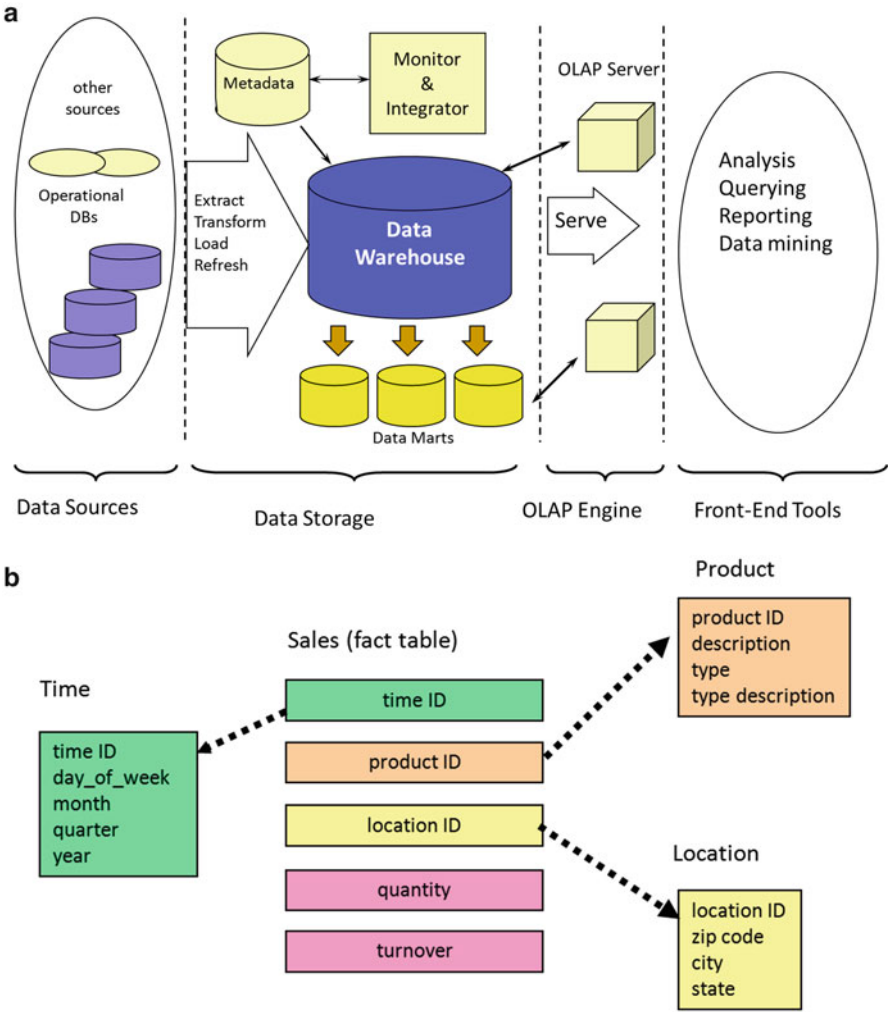 a
other
sources
Operational
DBs
Metadata
Monitor
&
Integrator
Extract
Transform
Load
Refresh
Data
Warehouse
Data Marts
OLAP Server
Serve
Analysis
Querying
Reporting
Data mining
Data Sources
Data Storage
OLAP Engine
Front-End Tools
b
Time
time ID
day_of_week
month
quarter
year
Sales (fact table)
time ID
product ID
location ID
quantity
turnover
Product
product ID
description
type
type description
Location
location ID
zip code
city
state